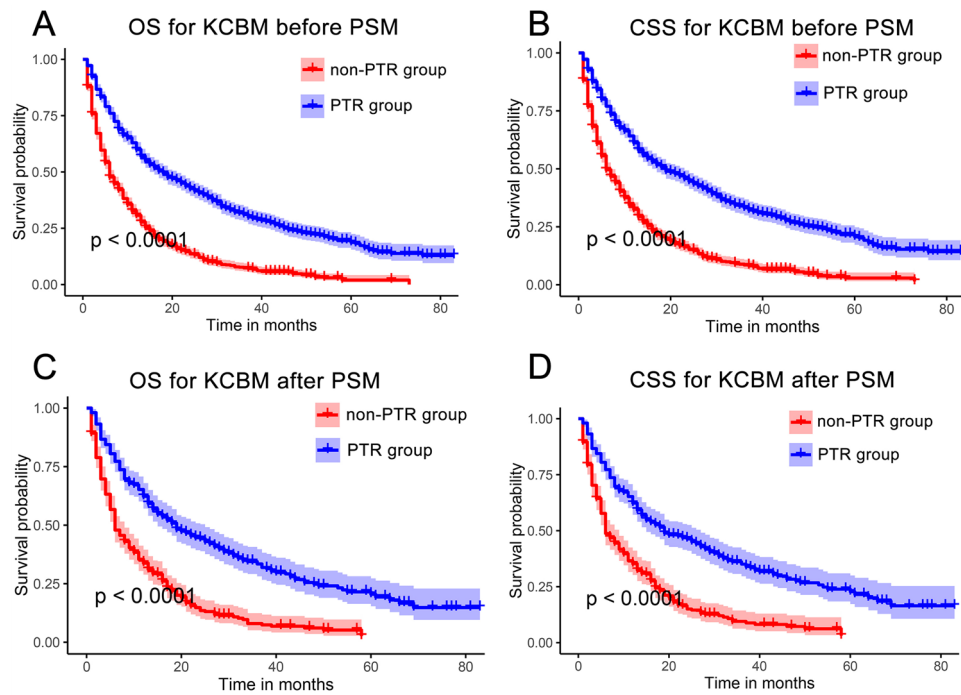 A
OS for KCBM before PSM
non-PTR group
PTR group
Survival probability
1.00
0.75
0.50
0.25
0.00
p < 0.0001
0 20 40 60 80
Time in months
B
CSS for KCBM before PSM
non-PTR group
PTR group
Survival probability
1.00
0.75
0.50
0.25
0.00
p < 0.0001
0 20 40 60 80
Time in months
C
OS for KCBM after PSM
non-PTR group
PTR group
Survival probability
1.00
0.75
0.50
0.25
0.00
p < 0.0001
0 20 40 60 80
Time in months
D
CSS for KCBM after PSM
non-PTR group
PTR group
Survival probability
1.00
0.75
0.50
0.25
0.00
p < 0.0001
0 20 40 60 80
Time in months